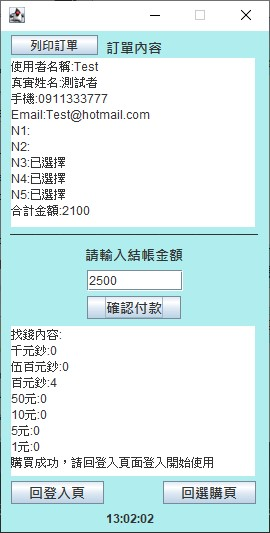 列印訂單 訂單內容
使用者名稱:Test
真實姓名:測試者
手機:0911333777
Email:Test@hotmail.com
N1:
N2:
N3:已選擇
N4:已選擇
N5:已選擇
合計金額:2100
請輸入結帳金額
2500
確認付款
找錢內容:
千元鈔:0
伍百元鈔:0
百元鈔:4
50元:0
10元:0
5元:0
1元:0
購買成功，請回登入頁面登入開始使用
回登入頁 回選購頁
13:02:02